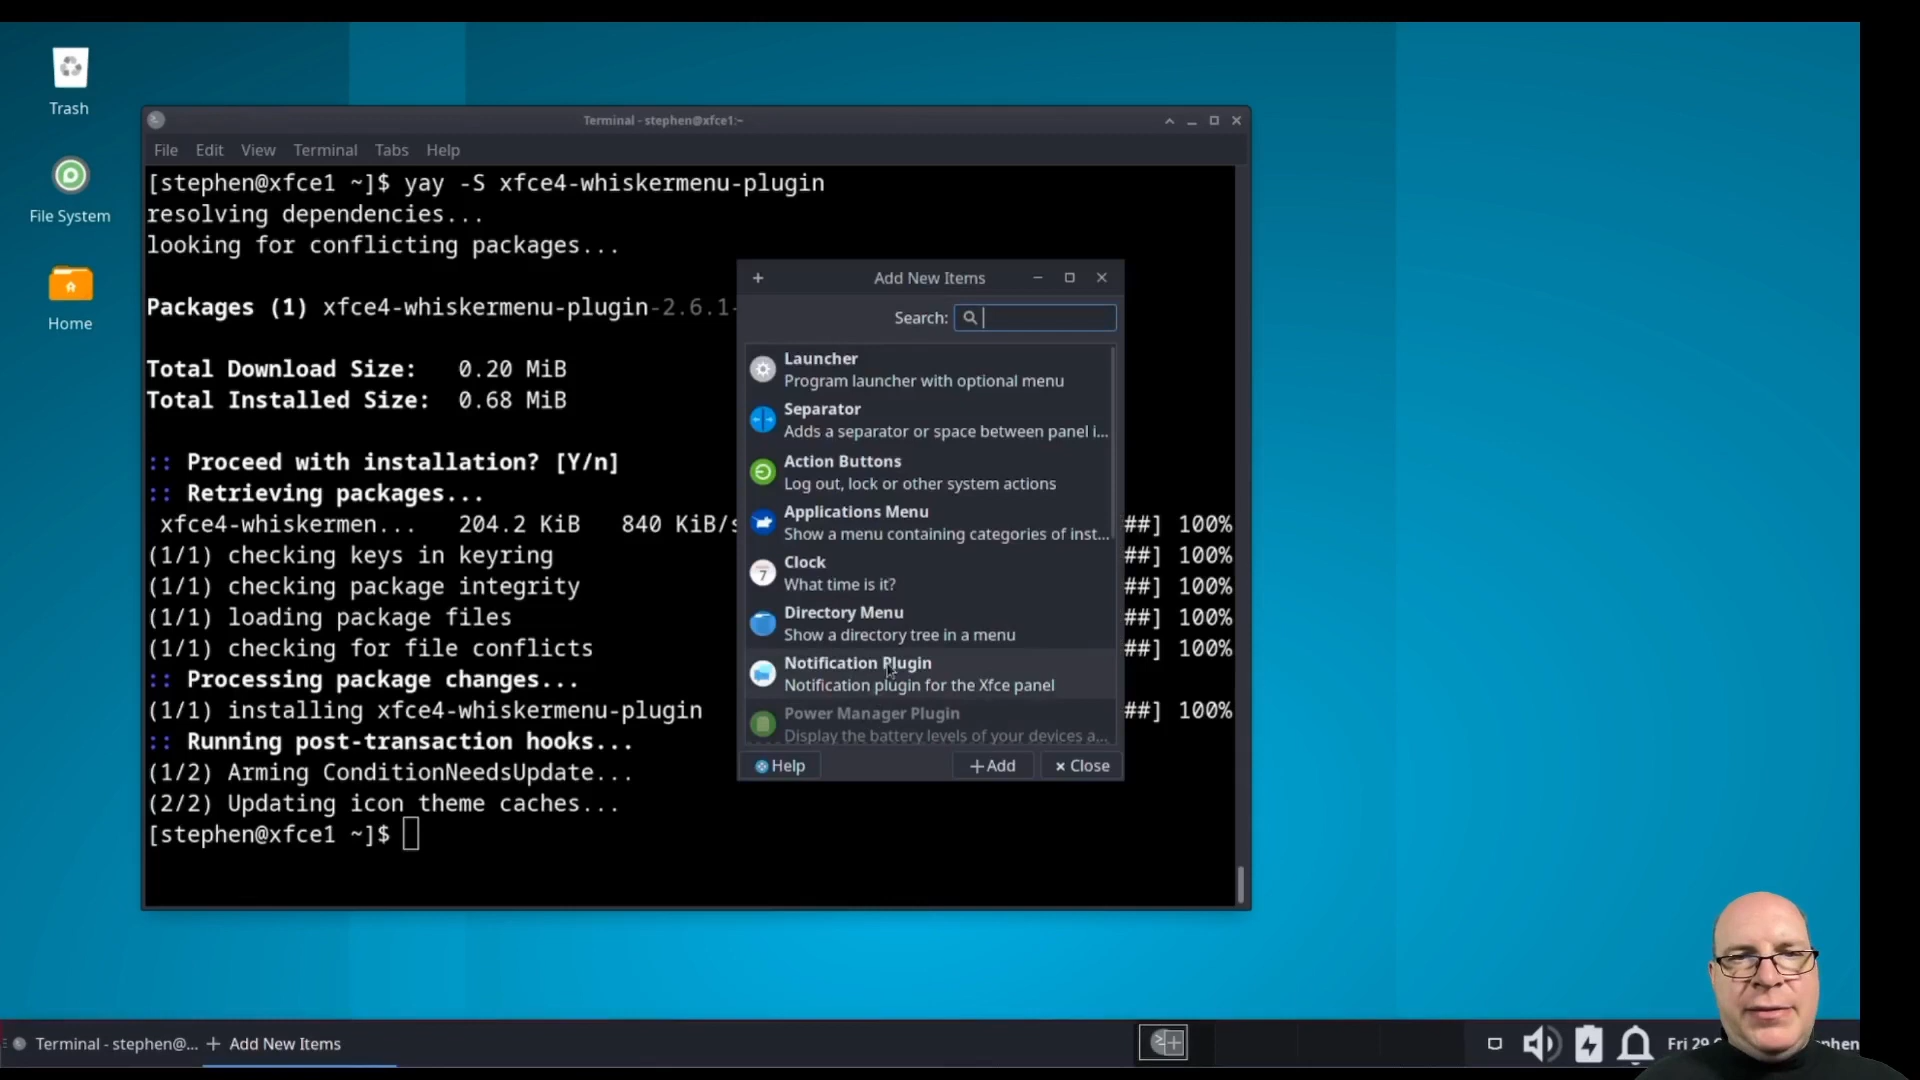 Trash
File System
Home
Terminal - stephen@xfce1:~
File Edit View Terminal Tabs Help
[stephen@xfce1 ~]$ yay -S xfce4-whiskermenu-plugin
resolving dependencies...
looking for conflicting packages...
Packages (1) xfce4-whiskermenu-plugin-2.6.1-
Total Download Size: 0.20 MiB
Total Installed Size: 0.68 MiB
:: Proceed with installation? [Y/n]
:: Retrieving packages...
xfce4-whiskermen... 204.2 KiB 840 KiB/s ##] 100%
(1/1) checking keys in keyring ##] 100%
(1/1) checking package integrity ##] 100%
(1/1) loading package files ##] 100%
(1/1) checking for file conflicts ##] 100%
:: Processing package changes...
(1/1) installing xfce4-whiskermenu-plugin ##] 100%
:: Running post-transaction hooks...
(1/2) Arming ConditionNeedsUpdate...
(2/2) Updating icon theme caches...
[stephen@xfce1 ~]$
Add New Items
Search:
Launcher
Program launcher with optional menu
Separator
Adds a separator or space between panel i...
Action Buttons
Log out, lock or other system actions
Applications Menu
Show a menu containing categories of inst...
Clock
7
What time is it?
Directory Menu
Show a directory tree in a menu
Notification Plugin
Notification plugin for the Xfce panel
Power Manager Plugin
Display the battery levels of your devices a...
Help +Add × Close
Terminal - stephen@... + Add New Items Fri 29 phen